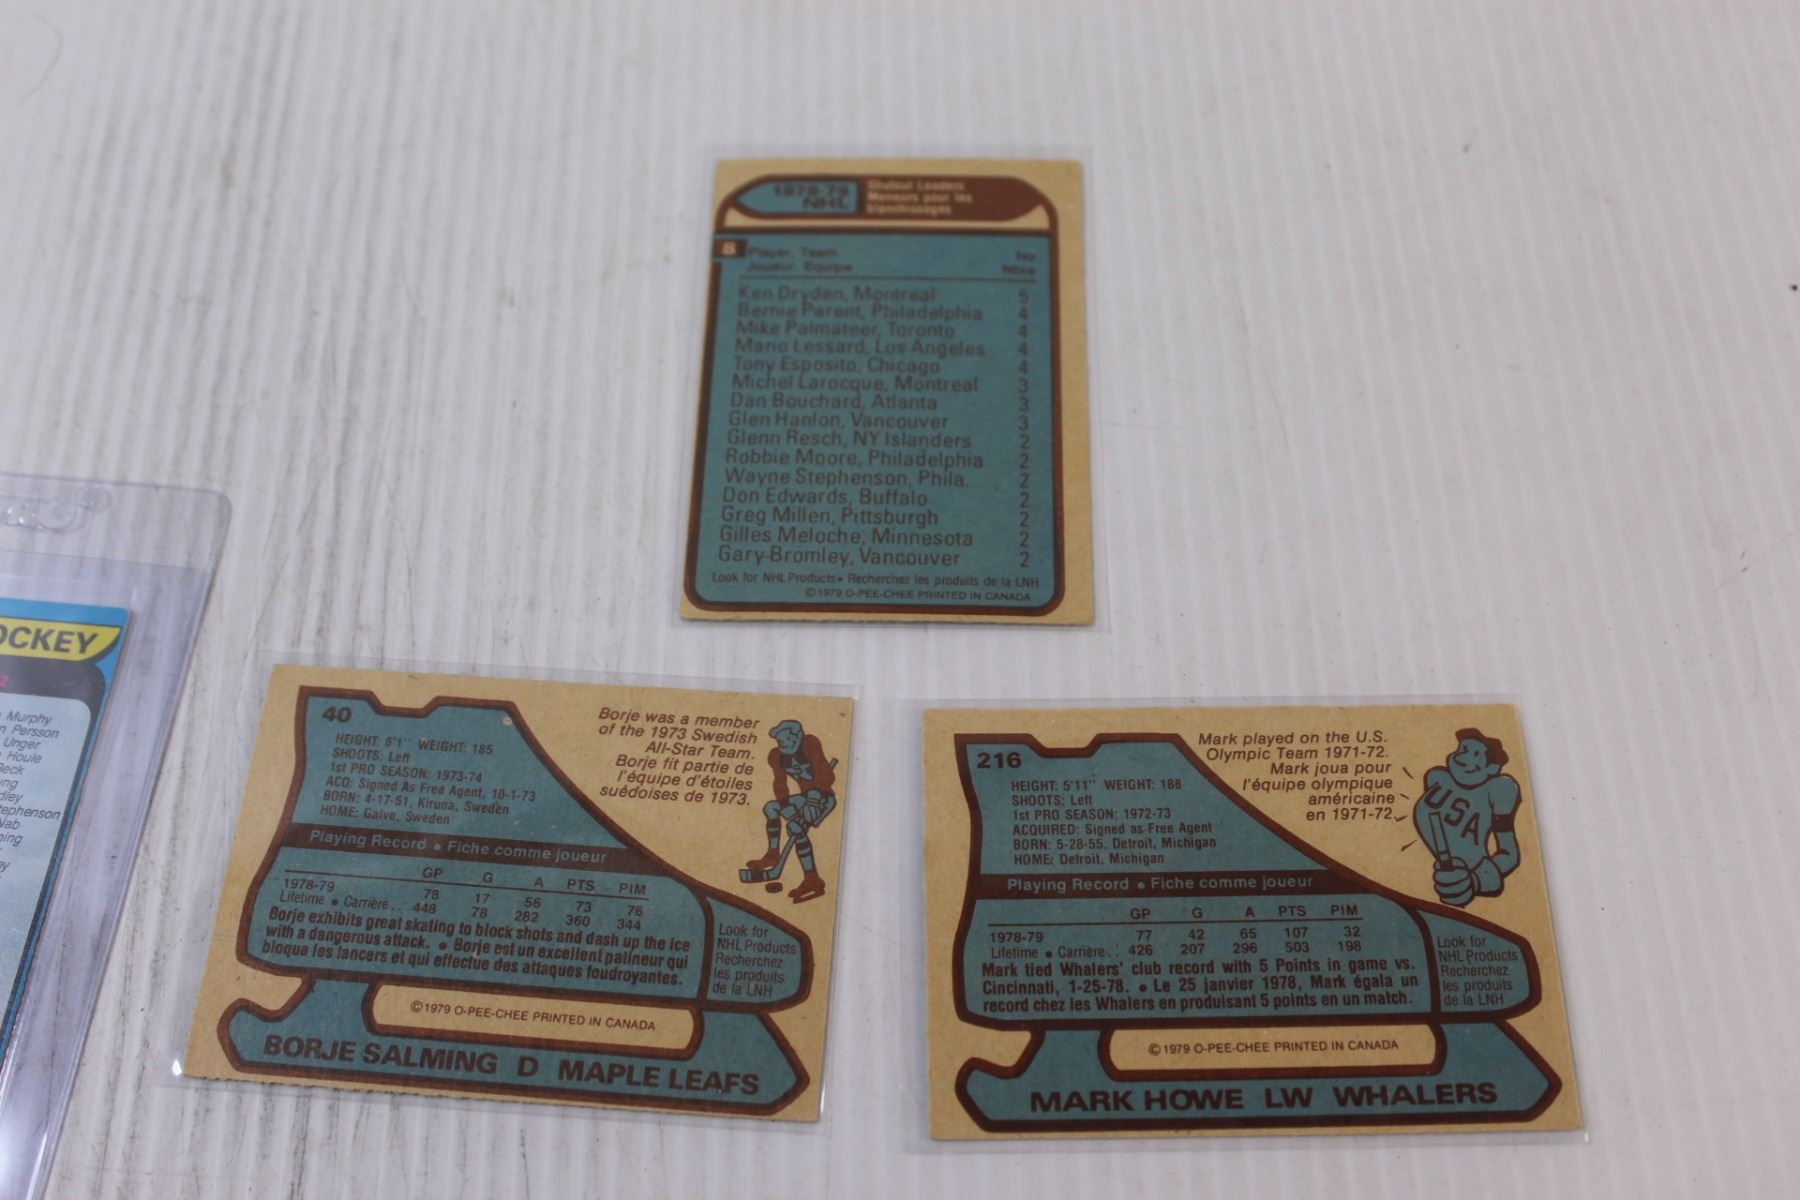 1978-79
NHL
Shutout Leaders
Meneurs pour les
blanchissages
8
Player, Team No
Joueur, Équipe Nbre
Ken Dryden, Montreal 5
Bernie Parent, Philadelphia 4
Mike Palmateer, Toronto 4
Mario Lessard, Los Angeles 4
Tony Esposito, Chicago 4
Michel Larocque, Montreal 3
Dan Bouchard, Atlanta 3
Glen Hanlon, Vancouver 3
Glenn Resch, NY Islanders 2
Robbie Moore, Philadelphia 2
Wayne Stephenson, Phila. 2
Don Edwards, Buffalo 2
Greg Millen, Pittsburgh 2
Gilles Meloche, Minnesota 2
Gary Bromley, Vancouver 2
Look for NHL Products • Recherchez les produits de la LNH
©1979 O-PEE-CHEE PRINTED IN CANADA
OCKEY
Murphy
Persson
Unger
Houle
Beck
tephenson
40
HEIGHT: 6'1" WEIGHT: 185
SHOOTS: Left
1st PRO SEASON: 1973-74
ACQ: Signed As Free Agent, 10-1-73
BORN: 4-17-51, Kiruna, Sweden
HOME: Galve, Sweden
Borje was a member
of the 1973 Swedish
All-Star Team.
Borje fit partie de
l'équipe d'étoiles
suédoises de 1973.
Playing Record • Fiche comme joueur
GP G A PTS PIM
1978-79 78 17 56 73 76
Lifetime • Carrière.. 448 78 282 360 344
Borje exhibits great skating to block shots and dash up the ice
with a dangerous attack. • Borje est un excellent patineur qui
bloque les lancers et qui effectue des attaques foudroyantes.
Look for
NHL Products
Recherchez
les produits
de la LNH
©1979 O-PEE-CHEE PRINTED IN CANADA
BORJE SALMING D MAPLE LEAFS
216
HEIGHT: 5'11" WEIGHT: 188
SHOOTS: Left
1st PRO SEASON: 1972-73
ACQUIRED: Signed as Free Agent
BORN: 5-28-55, Detroit, Michigan
HOME: Detroit, Michigan
Mark played on the U.S.
Olympic Team 1971-72.
Mark joua pour
l'équipe olympique
américaine
en 1971-72.
USA
Playing Record • Fiche comme joueur
GP G A PTS PIM
1978-79 77 42 65 107 32
Lifetime • Carrière.. 426 207 296 503 198
Mark tied Whalers' club record with 5 Points in game vs.
Cincinnati, 1-25-78. • Le 25 janvier 1978, Mark égala un
record chez les Whalers en produisant 5 points en un match.
Look for
NHL Products
Recherchez
les produits
de la LNH
©1979 O-PEE-CHEE PRINTED IN CANADA
MARK HOWE LW WHALERS